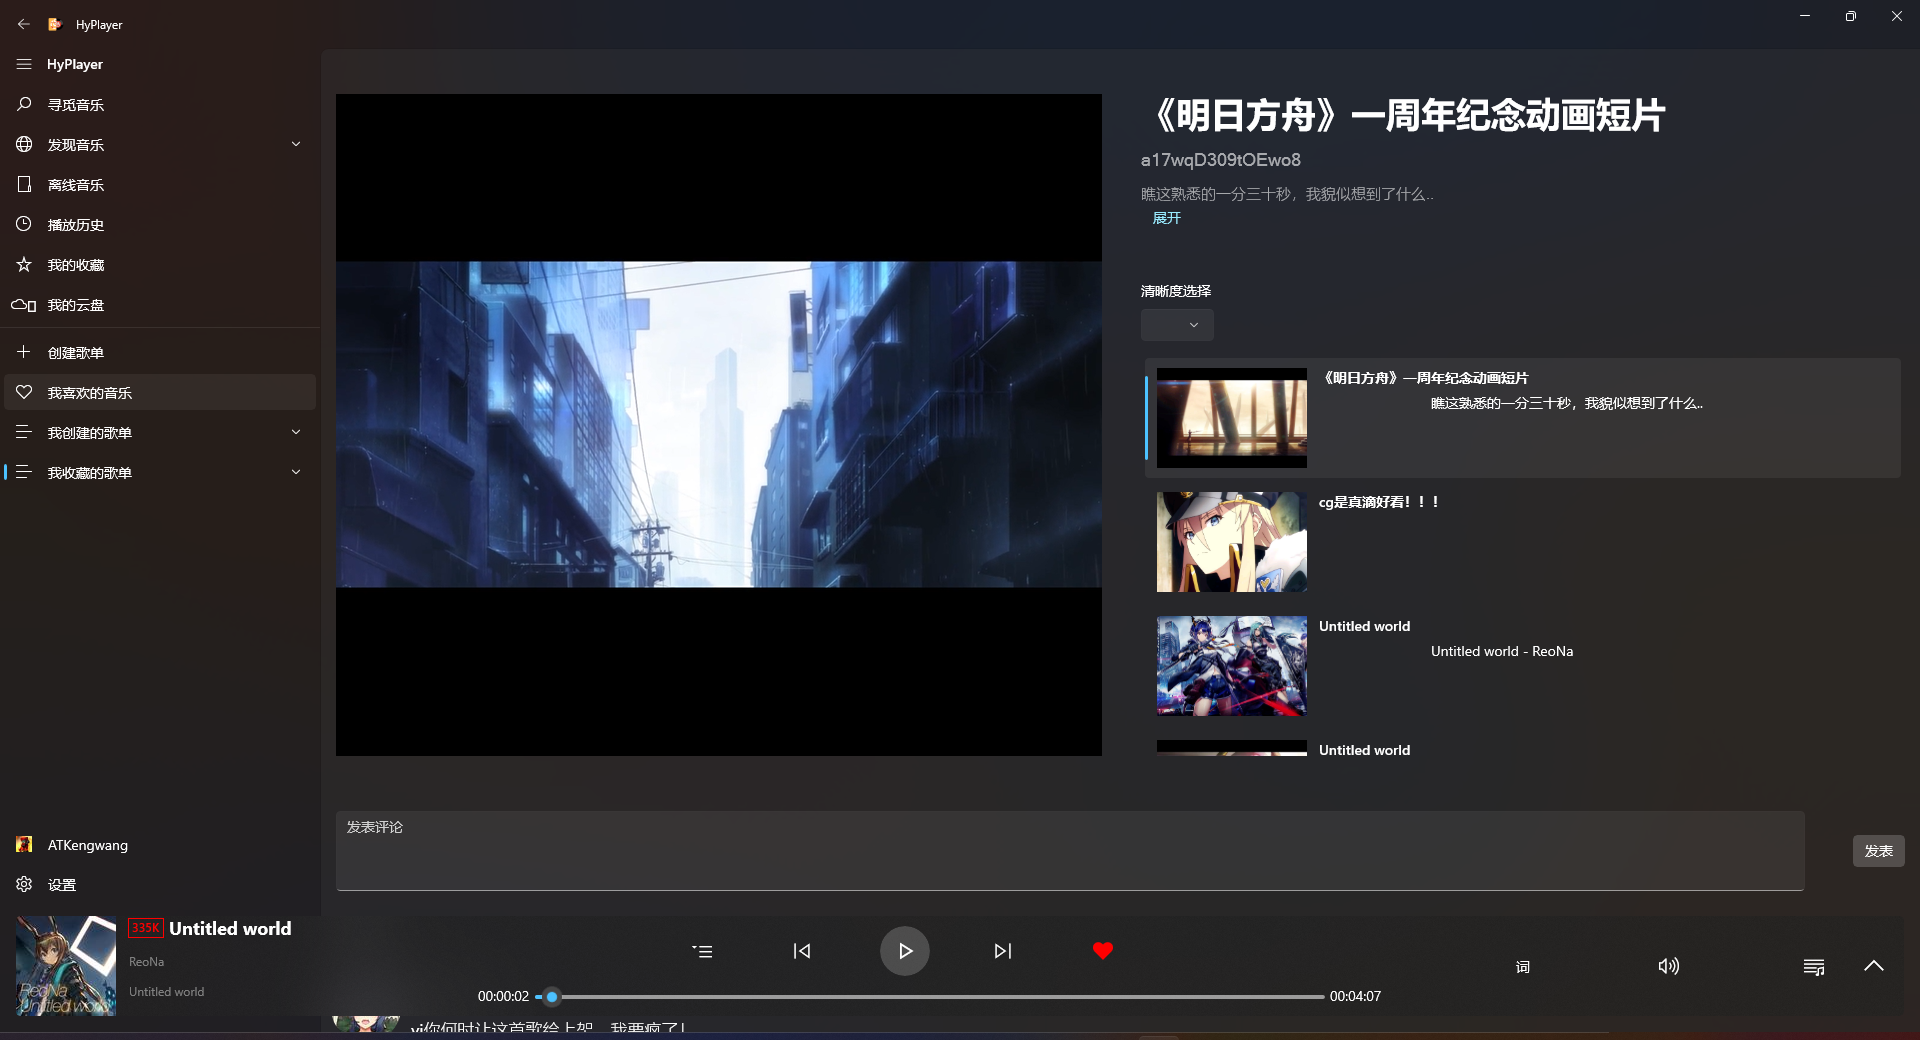 HyPlayer
HyPlayer
寻觅音乐
发现音乐
离线音乐
播放历史
我的收藏
我的云盘
创建歌单
我喜欢的音乐
我创建的歌单
我收藏的歌单
ATKengwang
设置
《明日方舟》一周年纪念动画短片
a17wqD309tOEwo8
瞧这熟悉的一分三十秒，我貌似想到了什么..
展开
清晰度选择
《明日方舟》一周年纪念动画短片
瞧这熟悉的一分三十秒，我貌似想到了什么..
cg是真滴好看！！！
Untitled world
Untitled world - ReoNa
Untitled world
发表评论
发表
ReoNa
Untitled world
335K Untitled world
ReoNa
Untitled world
00:00:02
00:04:07
词
yj你何时让这首歌给上架，我要疯了！